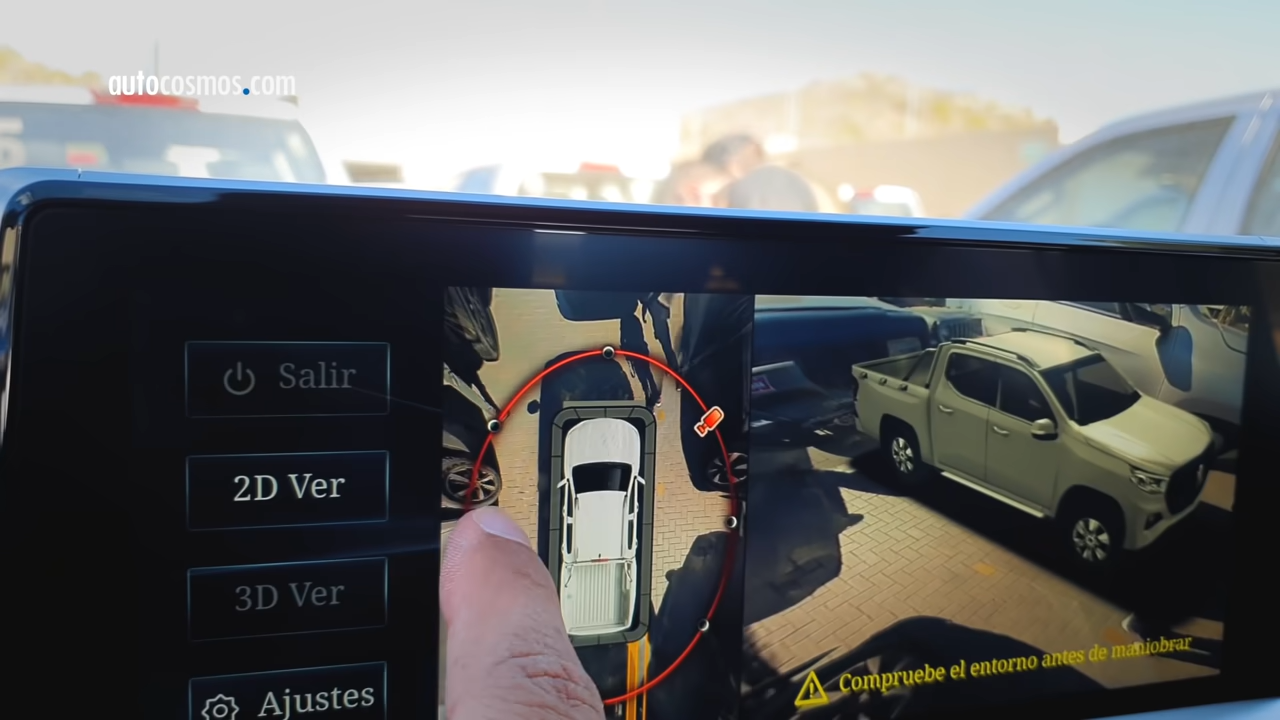 autocosmos.com
Salir
2D Ver
3D Ver
Ajustes
Compruebe el entorno antes de maniobrar